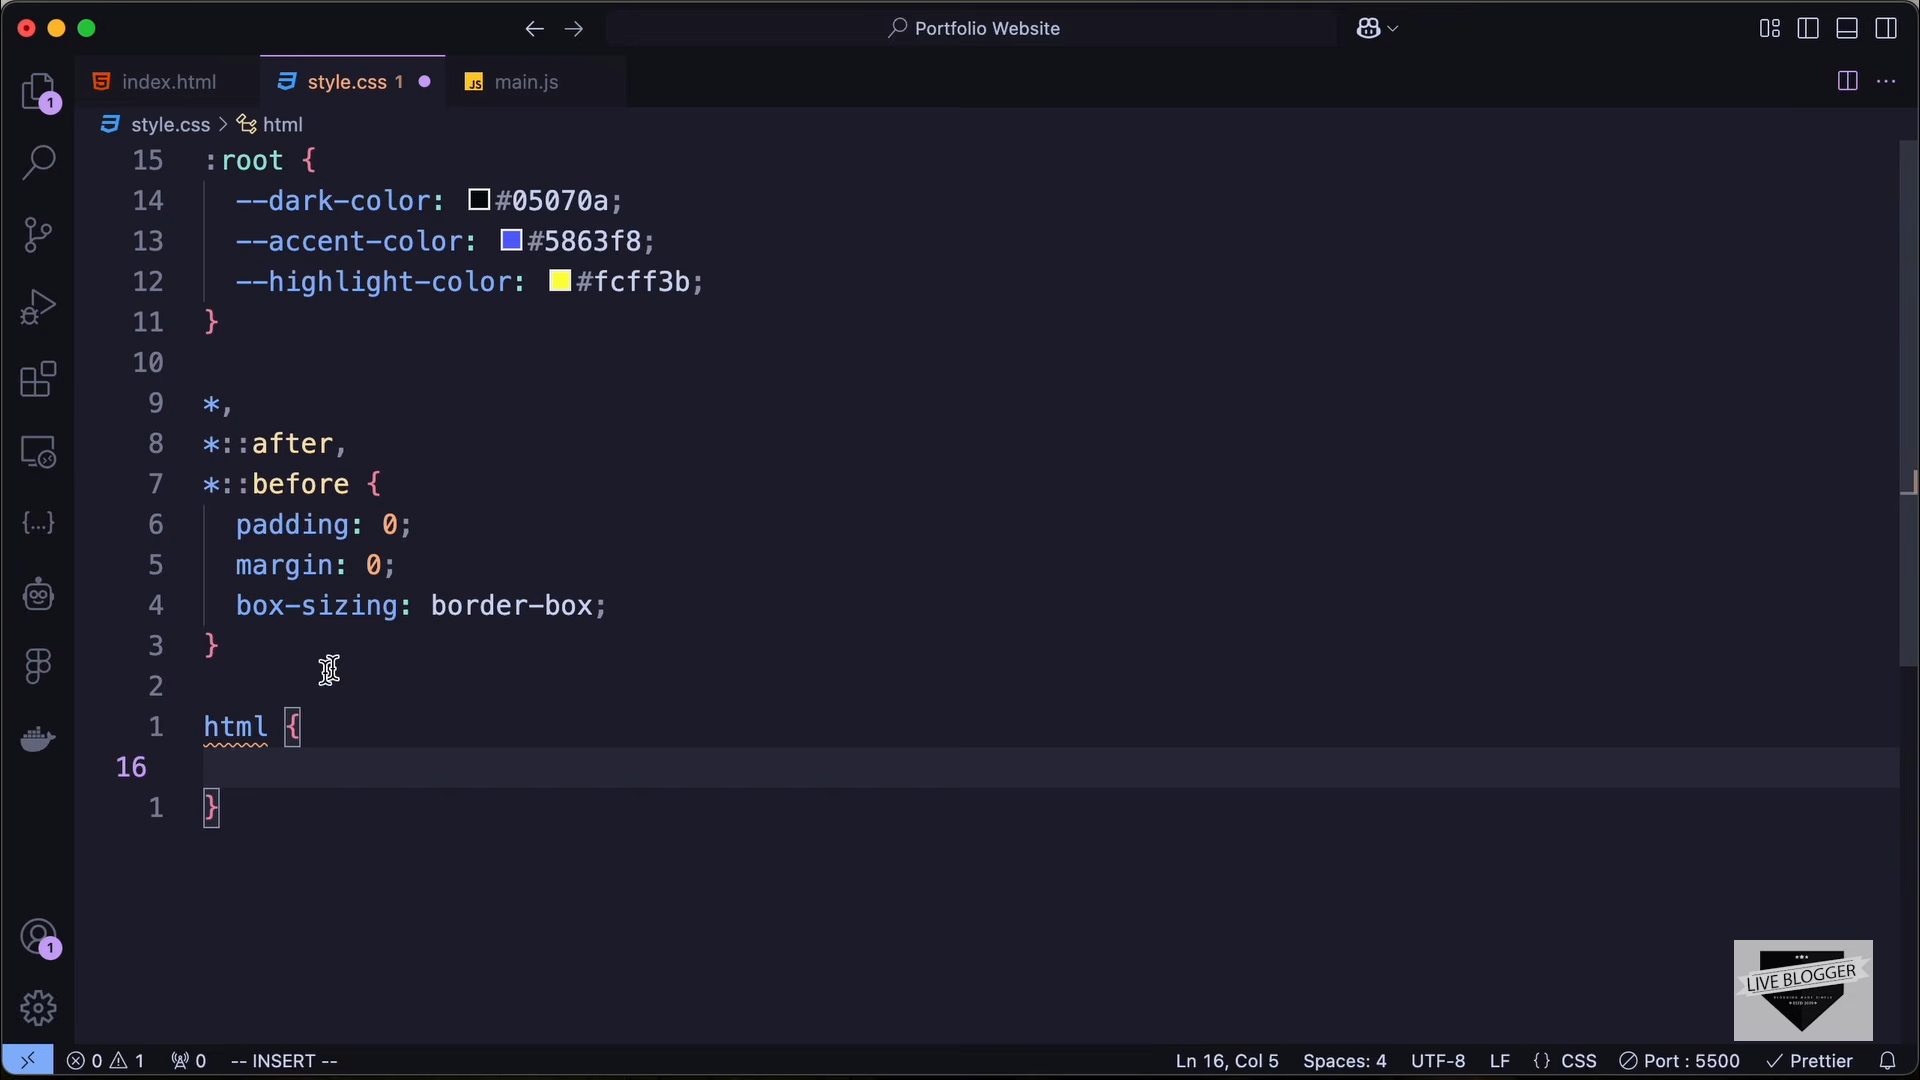 Portfolio Website
index.html
style.css 1
main.js
style.css > html
15 :root {
14 --dark-color: #05070a;
13 --accent-color: #5863f8;
12 --highlight-color: #fcff3b;
11 }
10
9 *,
8 *::after,
7 *::before {
6 padding: 0;
5 margin: 0;
4 box-sizing: border-box;
3 }
2
1 html {
16
1 }
1
1
LIVE BLOGGER
0 1 0 -- INSERT -- Ln 16, Col 5 Spaces: 4 UTF-8 LF {} CSS Port : 5500 Prettier